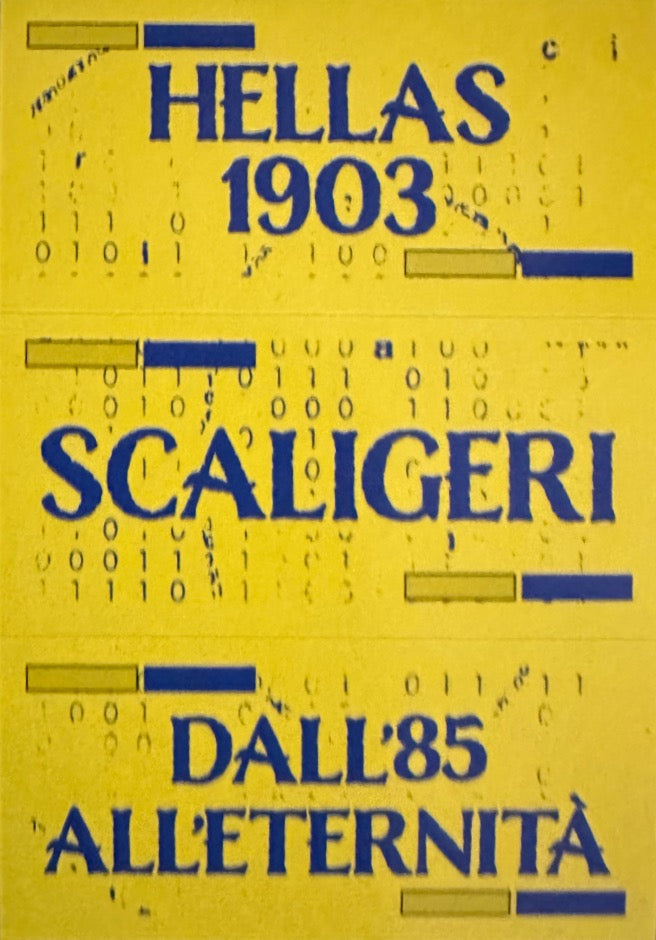 HELLAS
1903
SCALIGERI
DALL'85
ALL'ETERNITÀ